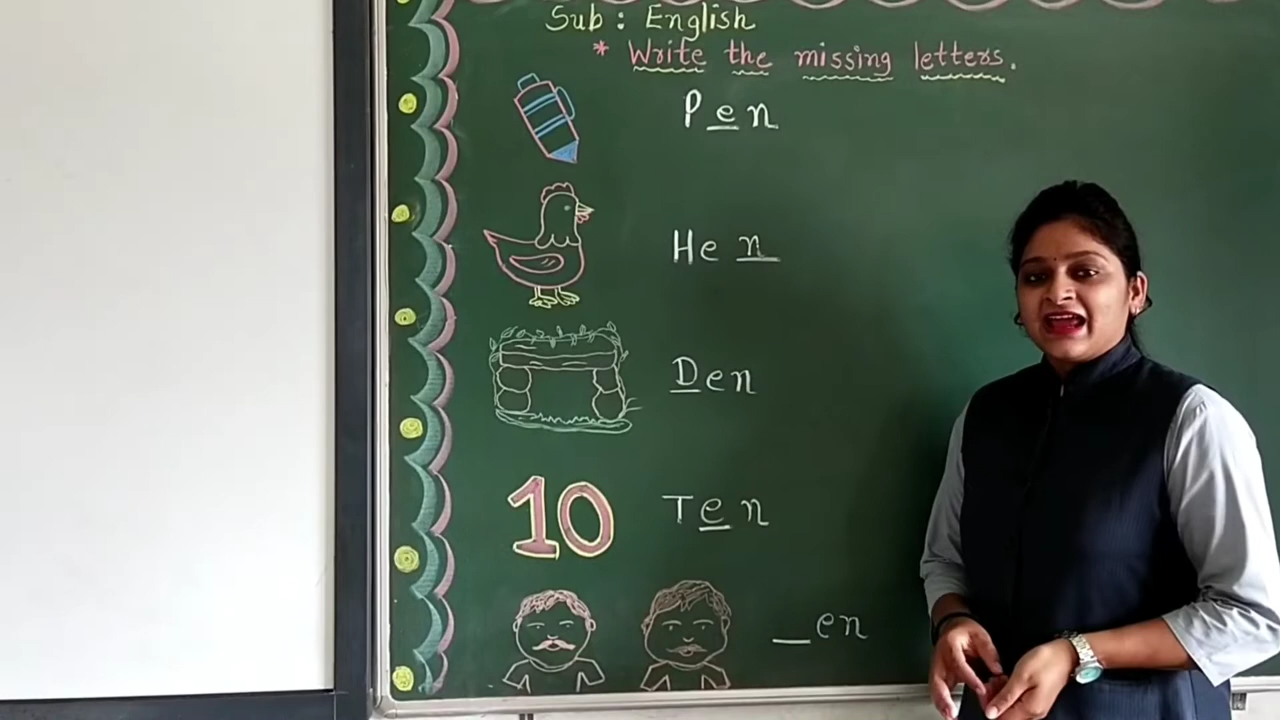 Sub : English
* Write the missing letters.
Pen
Hen
Den
10 Ten
_en